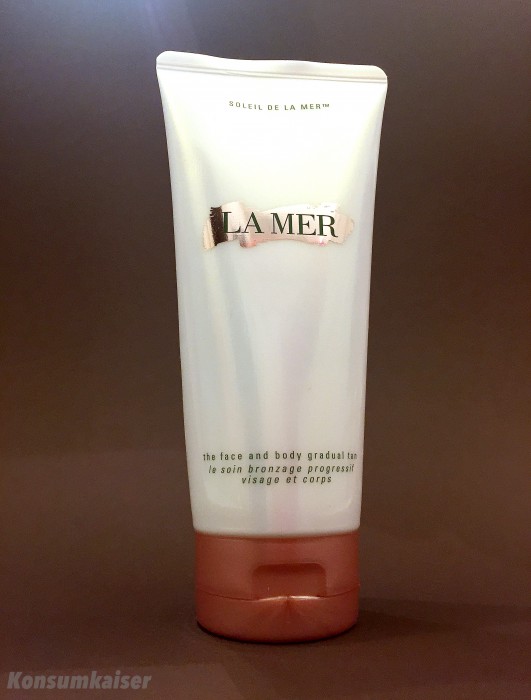 SOLEIL DE LA MER™
LA MER
the face and body gradual tan
le soin bronzage progressif
visage et corps
Konsumkaiser